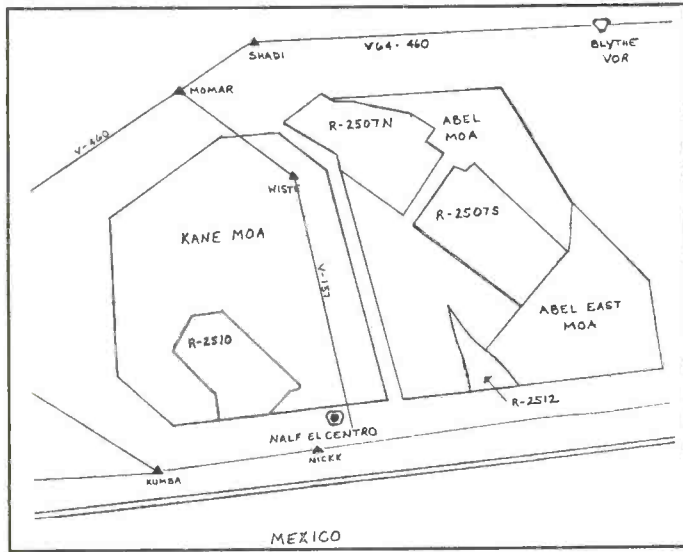 SHADI
V64-460
BLYTHE
VOR
MOMAR
V-460
R-2507N
ABEL
MOA
WISTE
R-2507S
KANE MOA
V-157
ABEL EAST
MOA
R-2510
R-2512
NALF EL CENTRO
NICKK
KUMBA
MEXICO